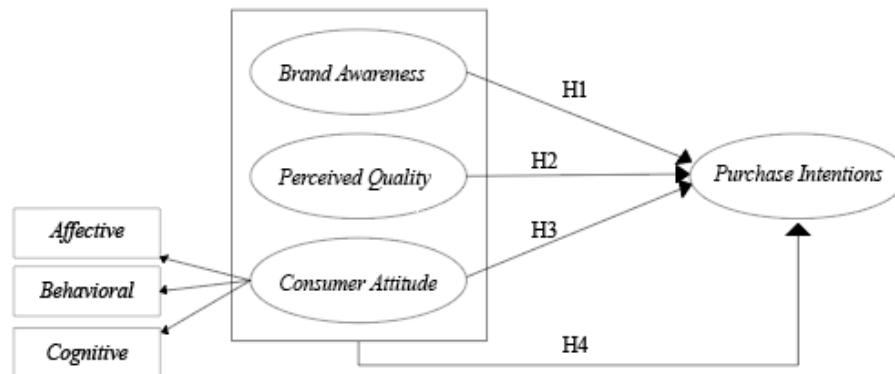 Brand Awareness
H1
Perceived Quality
H2
Purchase Intentions
Affective
H3
Behavioral
Consumer Attitude
Cognitive
H4